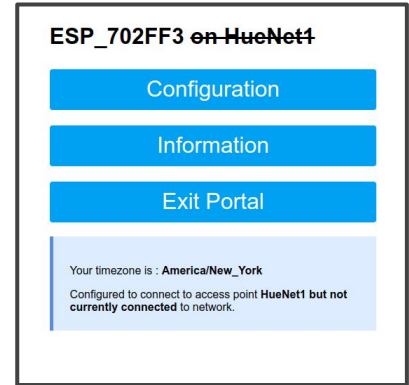 ESP_702FF3 on HueNet1
Configuration
Information
Exit Portal
Your timezone is : America/New_York
Configured to connect to access point HueNet1 but not
currently connected to network.